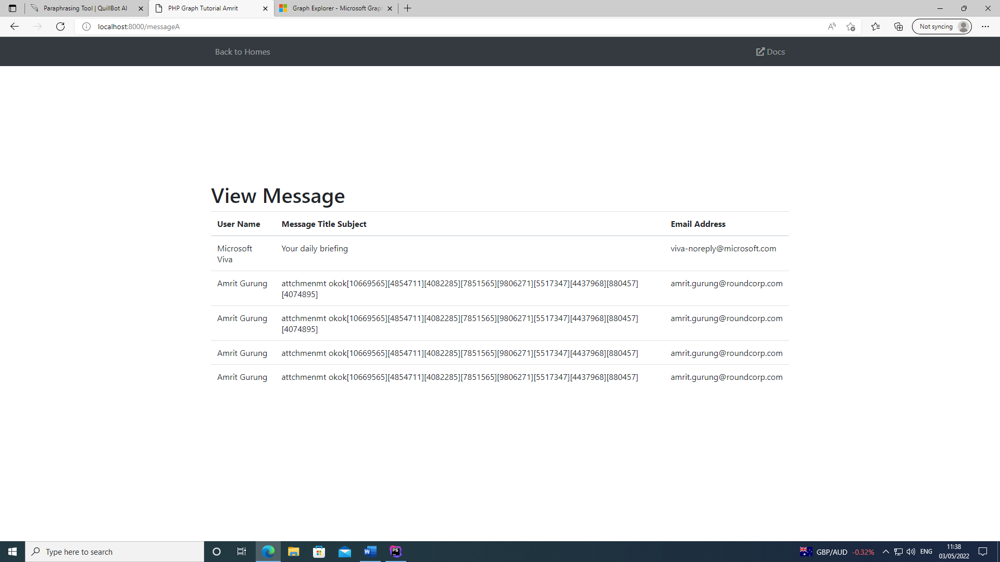 Paraphrasing Tool | QuillBot AI
PHP Graph Tutorial Amrit
Graph Explorer - Microsoft Grap
localhost:8000/messageA
Not syncing
Back to Homes
Docs
View Message
User Name Message Title Subject Email Address
Microsoft Your daily briefing viva-noreply@microsoft.com
Viva
Amrit Gurung attchmenmt okok[10669565][4854711][4082285][7851565][9806271][5517347][4437968][880457] amrit.gurung@roundcorp.com
[4074895]
Amrit Gurung attchmenmt okok[10669565][4854711][4082285][7851565][9806271][5517347][4437968][880457] amrit.gurung@roundcorp.com
[4074895]
Amrit Gurung attchmenmt okok[10669565][4854711][4082285][7851565][9806271][5517347][4437968][880457] amrit.gurung@roundcorp.com
Amrit Gurung attchmenmt okok[10669565][4854711][4082285][7851565][9806271][5517347][4437968][880457] amrit.gurung@roundcorp.com
Type here to search
W
PS
GBP/AUD -0.32%
ENG
11:38
03/05/2022